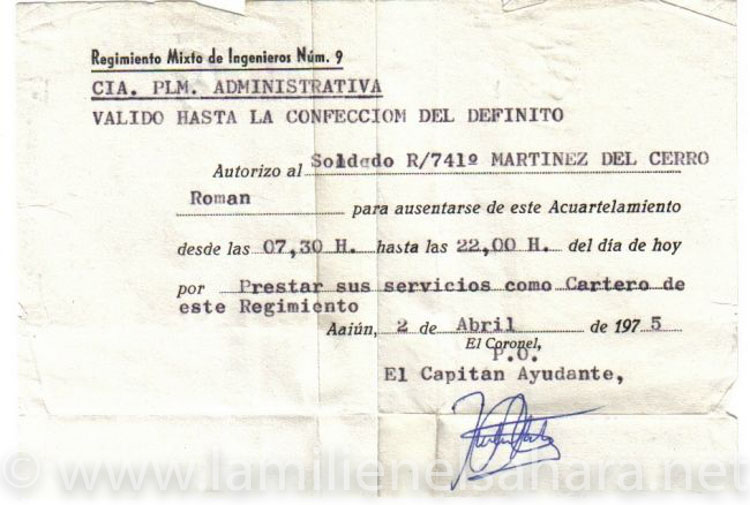 Regimiento Mixto de Ingenieros Núm. 9
CIA. PLM. ADMINISTRATIVA
VALIDO HASTA LA CONFECCIOM DEL DEFINITO
Autorizo al Soldado R/741º MARTINEZ DEL CERRO
Roman para ausentarse de este Acuartelamiento
desde las 07,30 H. hasta las 22,00 H. del día de hoy
por Prestar sus servicios como Cartero de
este Regimiento
Aaiún, 2 de Abril de 1975
El Coronel,
P.O.
El Capitan Ayudante,
© www.lamilienelsahara.net